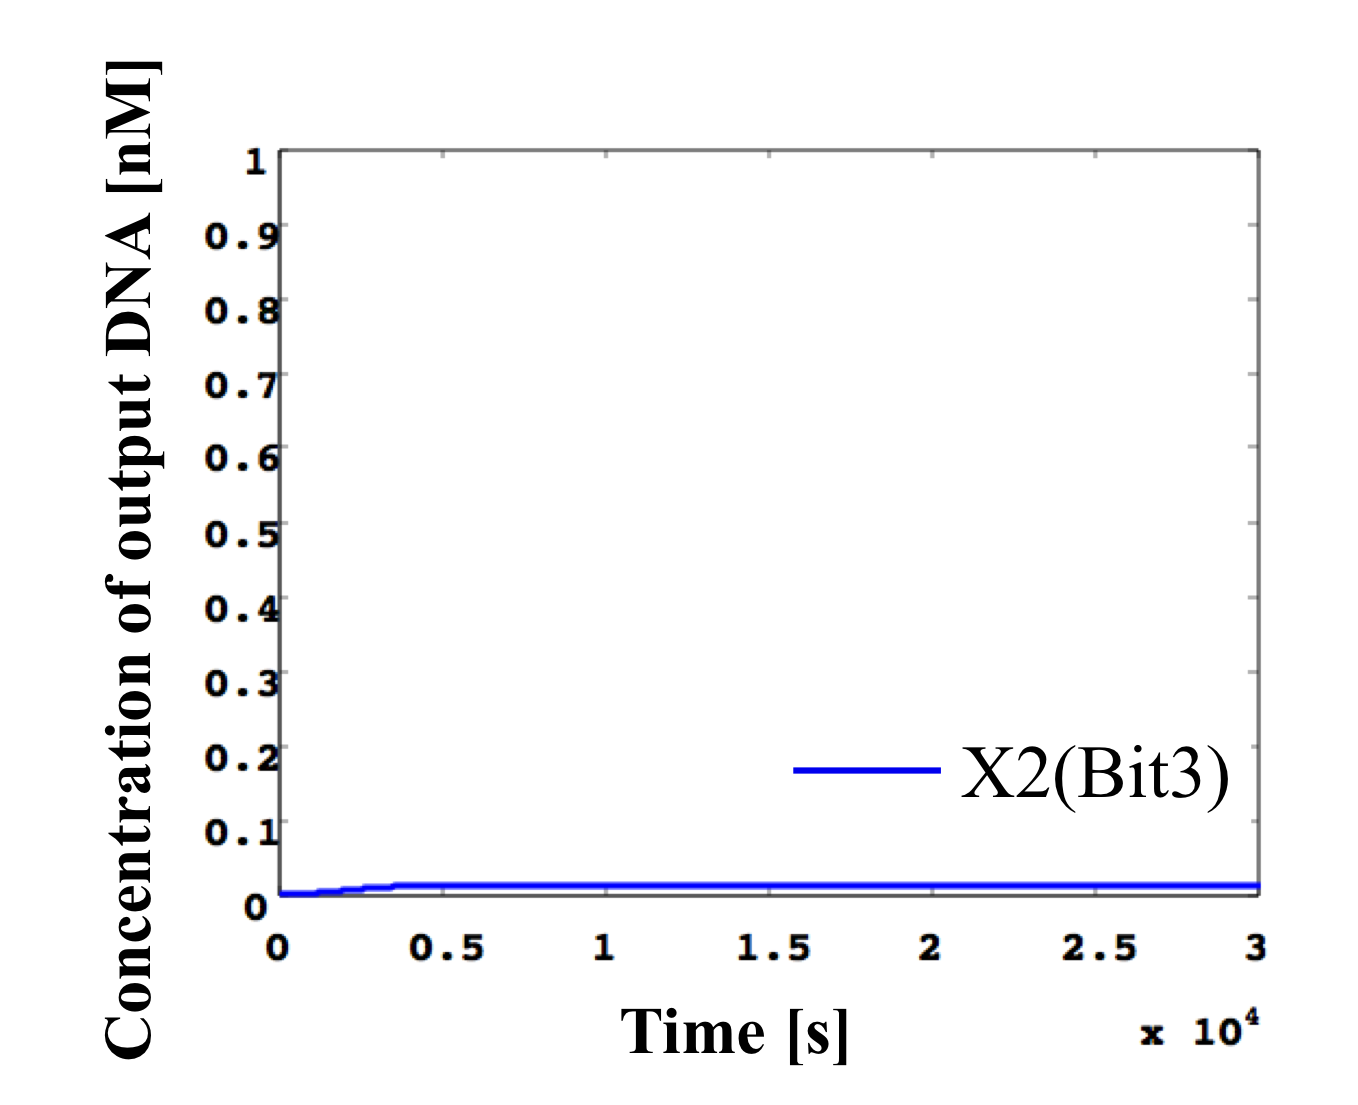 Concentration of output DNA [nM]
1
0.9
0.8
0.7
0.6
0.5
0.4
0.3
0.2
0.1
0
X2(Bit3)
0 0.5 1 1.5 2 2.5 3
Time [s]
x 10⁴